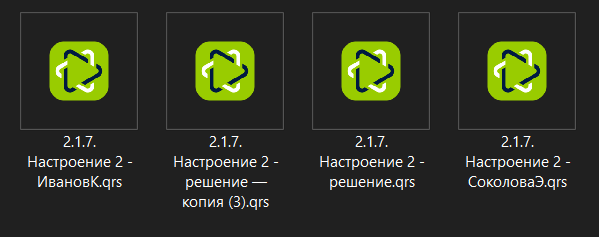 2.1.7.
Настроение 2 -
ИвановК.qrs
2.1.7.
Настроение 2 -
решение —
копия (3).qrs
2.1.7.
Настроение 2 -
решение.qrs
2.1.7.
Настроение 2 -
СоколоваЭ.qrs